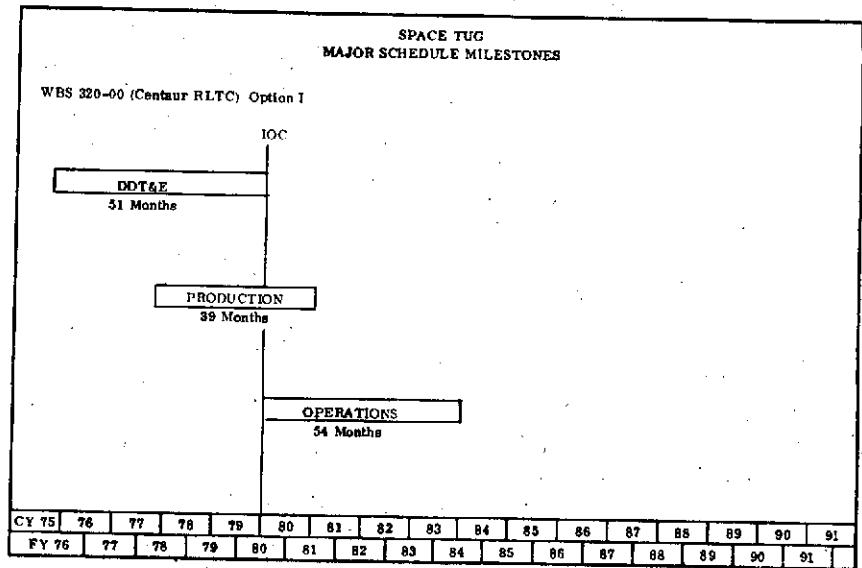 SPACE TUG
MAJOR SCHEDULE MILESTONES
WBS 320-00 (Centaur RLTC) Option I
IOC
DDT&E
51 Months
PRODUCTION
39 Months
OPERATIONS
54 Months
CY 75 76 77 78 79 80 81 82 83 84 85 86 87 88 89 90 91
FY 76 77 78 79 80 81 82 83 84 85 86 87 88 89 90 91